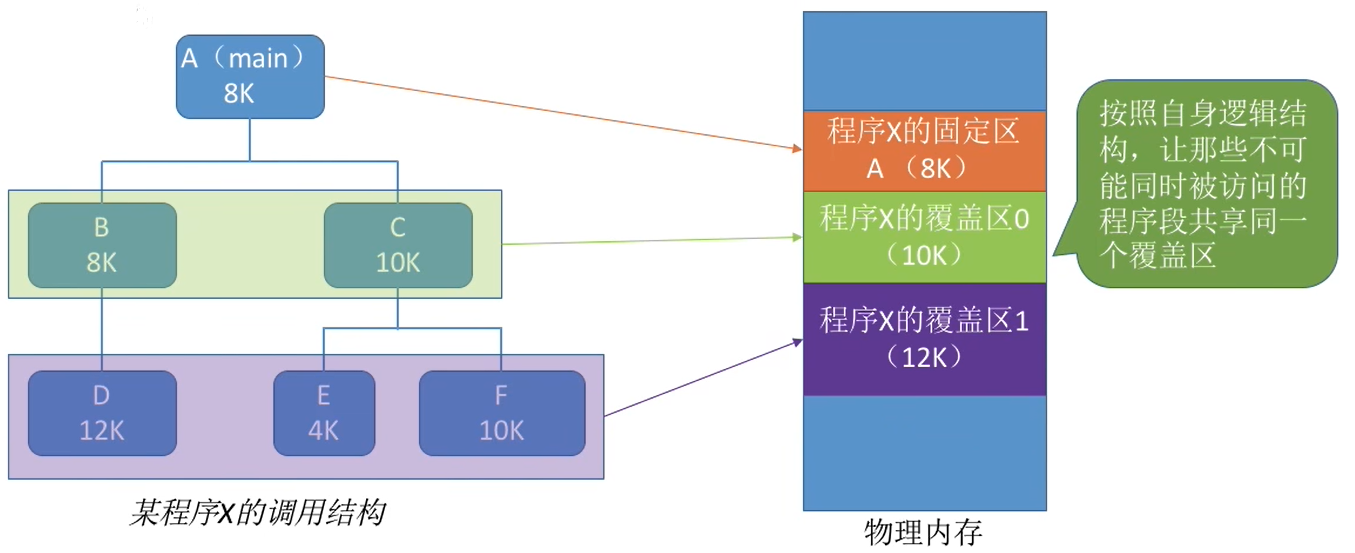 A（main）
8K
B
8K
C
10K
D
12K
E
4K
F
10K
某程序X的调用结构
程序X的固定区
A （8K）
程序X的覆盖区0
（10K）
程序X的覆盖区1
（12K）
物理内存
按照自身逻辑结
构，让那些不可
能同时被访问的
程序段共享同一
个覆盖区